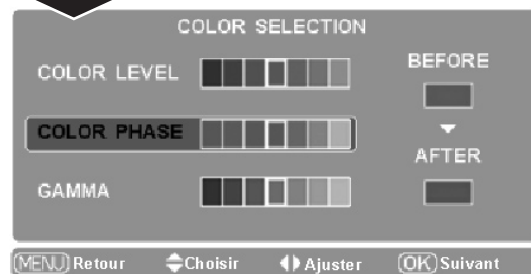 COLOR SELECTION
COLOR LEVEL
BEFORE
COLOR PHASE
AFTER
GAMMA
MENU Retour Choisir Ajuster OK Suivant